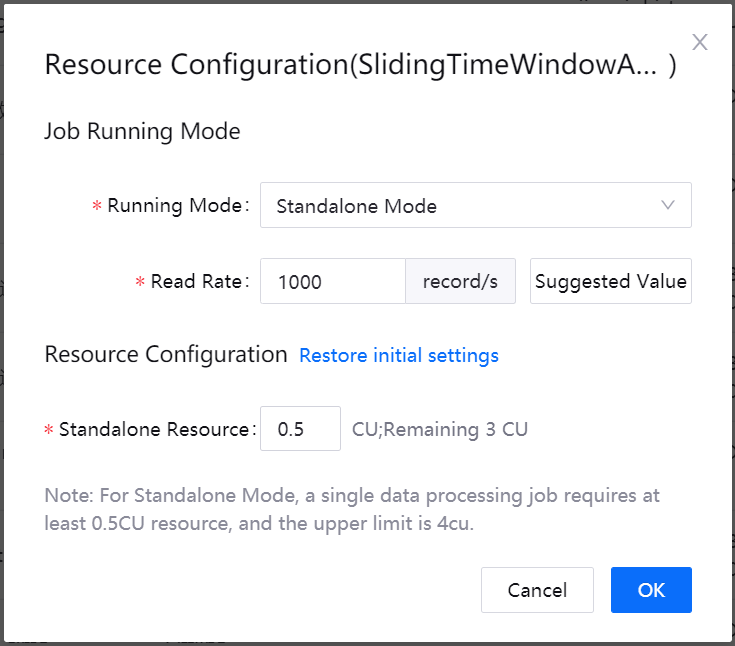 Resource Configuration(SlidingTimeWindowA... )
Job Running Mode
* Running Mode: Standalone Mode
* Read Rate: 1000 record/s Suggested Value
Resource Configuration Restore initial settings
* Standalone Resource: 0.5 CU;Remaining 3 CU
Note: For Standalone Mode, a single data processing job requires at
least 0.5CU resource, and the upper limit is 4cu.
Cancel OK